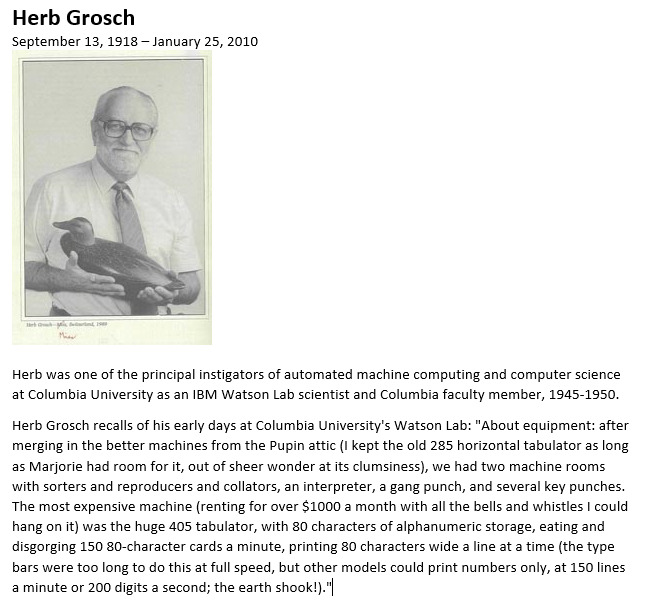 Herb Grosch
September 13, 1918 – January 25, 2010
Herb Grosch - Mies, Switzerland, 1989
Mies
Herb was one of the principal instigators of automated machine computing and computer science
at Columbia University as an IBM Watson Lab scientist and Columbia faculty member, 1945-1950.
Herb Grosch recalls of his early days at Columbia University's Watson Lab: "About equipment: after
merging in the better machines from the Pupin attic (I kept the old 285 horizontal tabulator as long
as Marjorie had room for it, out of sheer wonder at its clumsiness), we had two machine rooms
with sorters and reproducers and collators, an interpreter, a gang punch, and several key punches.
The most expensive machine (renting for over $1000 a month with all the bells and whistles I could
hang on it) was the huge 405 tabulator, with 80 characters of alphanumeric storage, eating and
disgorging 150 80-character cards a minute, printing 80 characters wide a line at a time (the type
bars were too long to do this at full speed, but other models could print numbers only, at 150 lines
a minute or 200 digits a second; the earth shook!)."